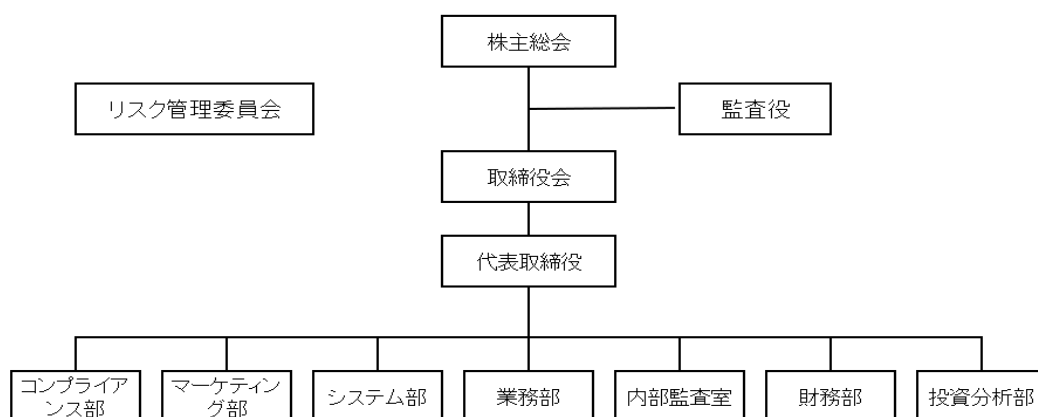 株主総会
リスク管理委員会
監査役
取締役会
代表取締役
コンプライア
ンス部
マーケティン
グ部
システム部
業務部
内部監査室
財務部
投資分析部